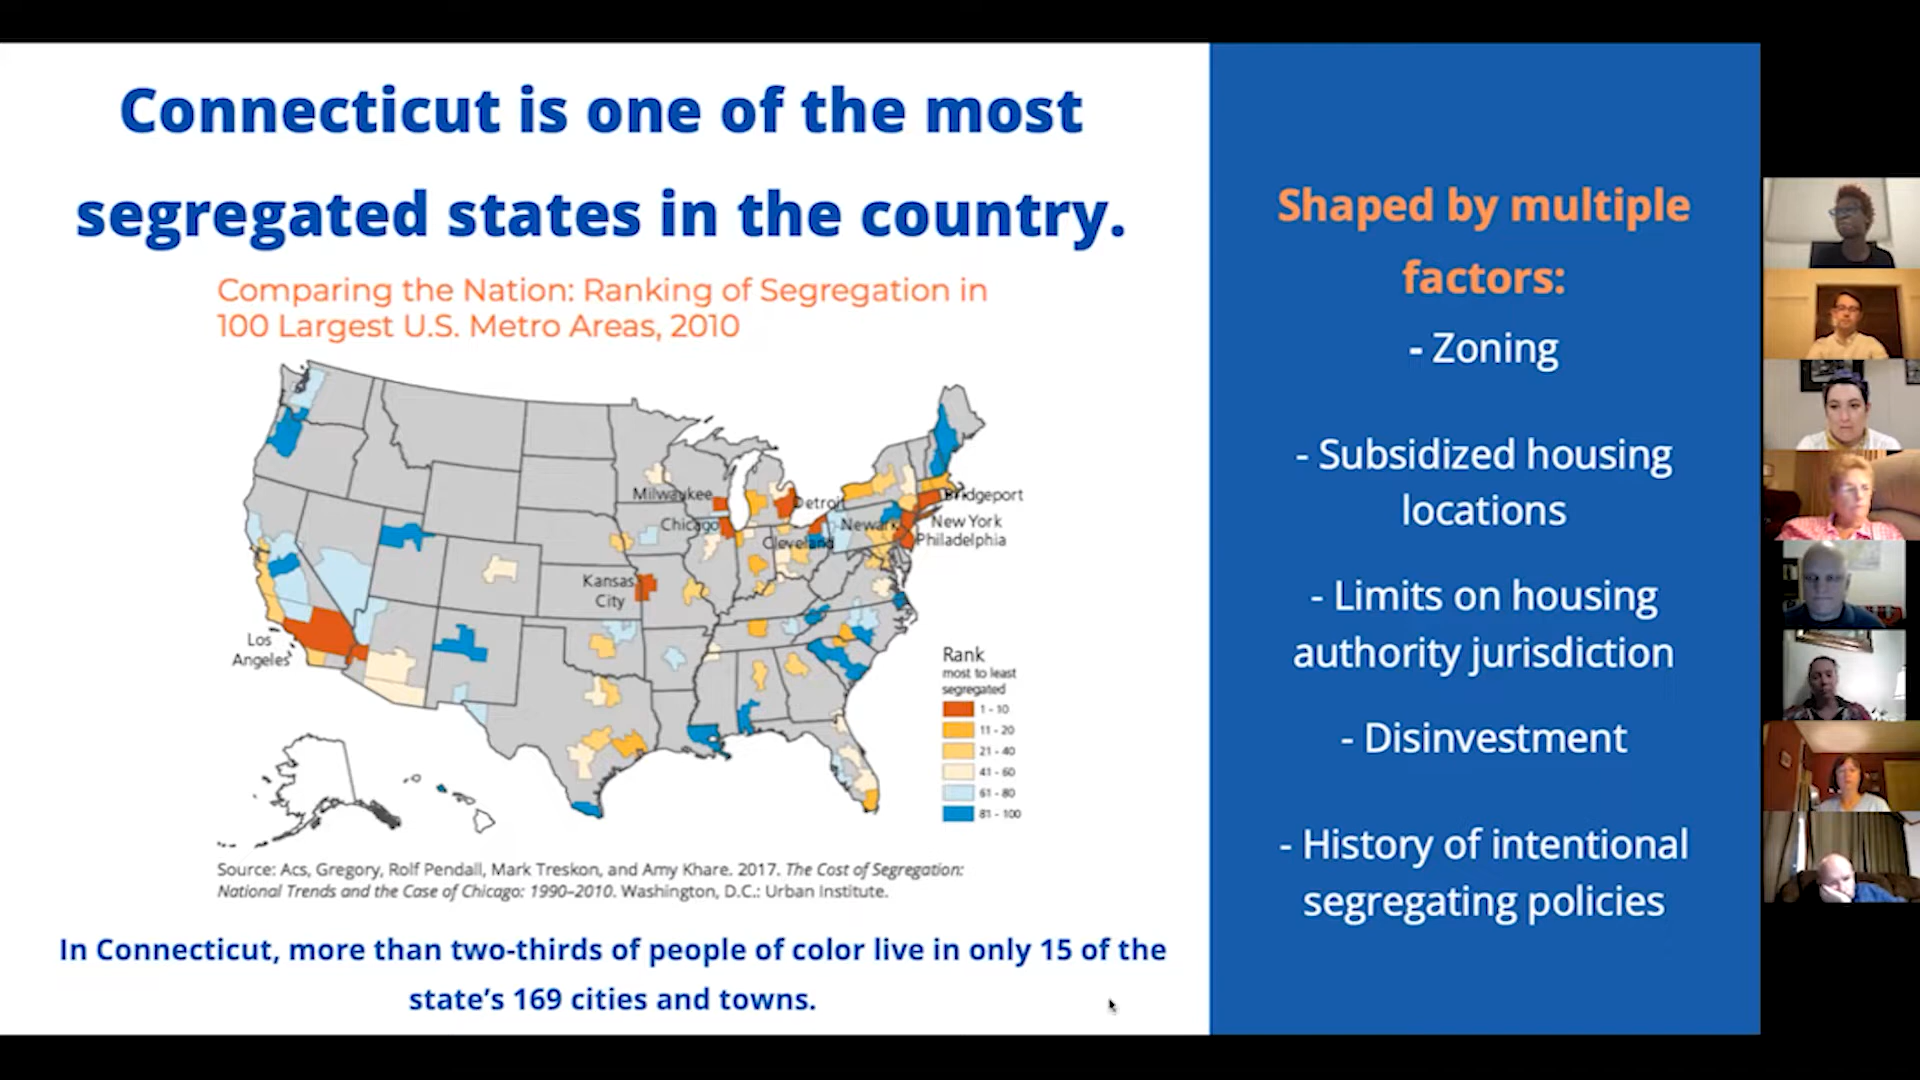 Connecticut is one of the most
segregated states in the country.
Comparing the Nation: Ranking of Segregation in
100 Largest U.S. Metro Areas, 2010
Milwaukee
Detroit
Bridgeport
Chicago
Newark
New York
Cleveland
Philadelphia
Kansas
City
Los
Angeles
Rank
most to least
segregated
1 - 10
11 - 20
21 - 40
41 - 60
61 - 80
81 - 100
Source: Acs, Gregory, Rolf Pendall, Mark Treskon, and Amy Khare. 2017. The Cost of Segregation:
National Trends and the Case of Chicago: 1990–2010. Washington, D.C.: Urban Institute.
In Connecticut, more than two-thirds of people of color live in only 15 of the
state's 169 cities and towns.
Shaped by multiple
factors:
- Zoning
- Subsidized housing
locations
- Limits on housing
authority jurisdiction
- Disinvestment
- History of intentional
segregating policies